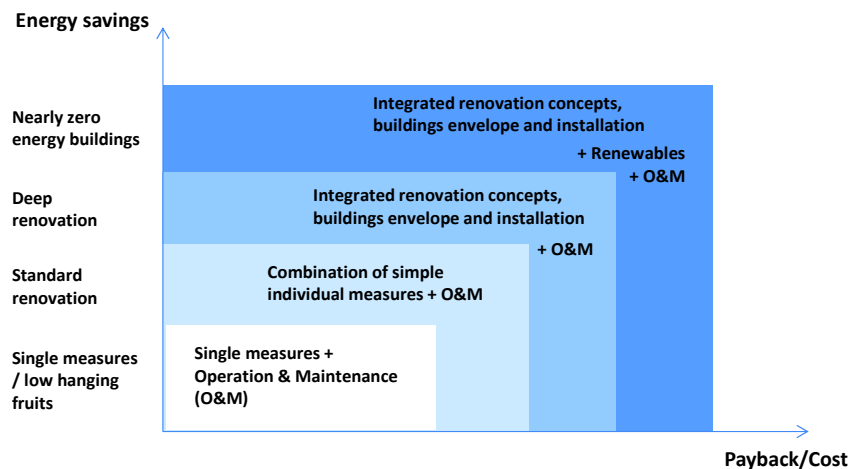 Energy savings
Nearly zero
energy buildings
Integrated renovation concepts,
buildings envelope and installation
+ Renewables
+ O&M
Deep
renovation
Integrated renovation concepts,
buildings envelope and installation
+ O&M
Standard
renovation
Combination of simple
individual measures + O&M
Single measures
/ low hanging
fruits
Single measures +
Operation & Maintenance
(O&M)
Payback/Cost